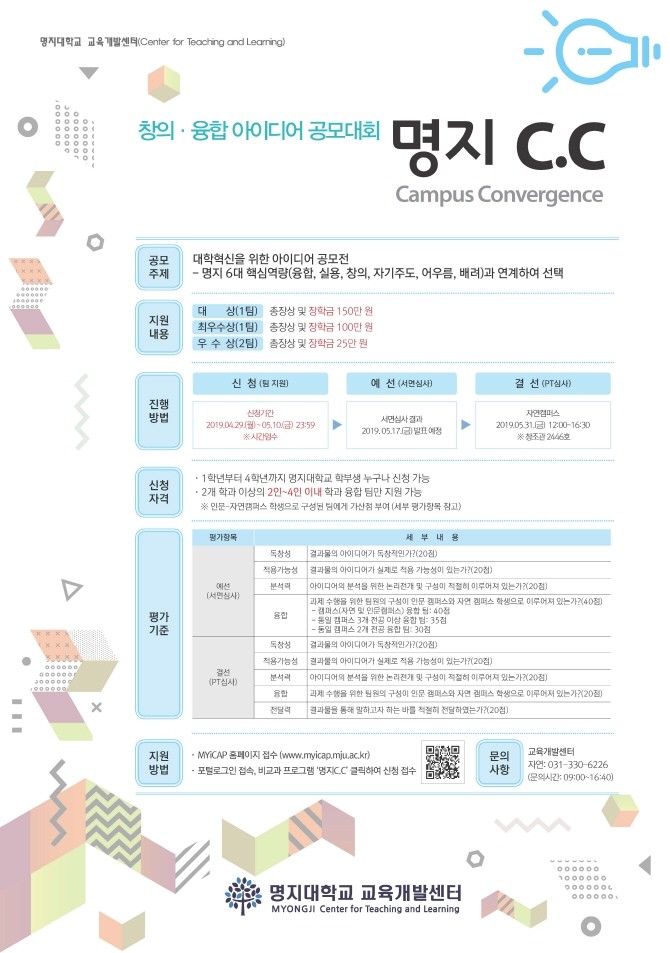 명지대학교 교육개발센터(Center for Teaching and Learning)
창의 · 융합 아이디어 공모대회
명지 C.C
Campus Convergence
공모
주제
대학혁신을 위한 아이디어 공모전
– 명지 6대 핵심역량(융합, 실용, 창의, 자기주도, 어우름, 배려)과 연계하여 선택
지원
내용
대 상(1팀) 총장상 및 장학금 150만 원
최우수상(1팀) 총장상 및 장학금 100만 원
우 수 상(2팀) 총장상 및 장학금 25만 원
진행
방법
신 청 (팀 지원)
신청기간
2019.04.29.(월) ~ 05.10.(금) 23:59
※ 시간엄수
예 선 (서면심사)
서면심사 결과
2019. 05.17.(금) 발표 예정
결 선 (PT심사)
자연캠퍼스
2019.05.31.(금) 12:00~16:30
※ 창조관 2446호
신청
자격
· 1학년부터 4학년까지 명지대학교 학부생 누구나 신청 가능
· 2개 학과 이상의 2인~4인 이내 학과 융합 팀만 지원 가능
※ 인문-자연캠퍼스 학생으로 구성된 팀에게 가산점 부여 (세부 평가항목 참고)
평가
기준
평가항목 세 부 내 용
예선
(서면심사)
독창성 결과물의 아이디어가 독창적인가?(20점)
적용가능성 결과물의 아이디어가 실제로 적용 가능성이 있는가?(20점)
분석력 아이디어의 분석을 위한 논리전개 및 구성이 적절히 이루어져 있는가?(20점)
융합 과제 수행을 위한 팀원의 구성이 인문 캠퍼스와 자연 캠퍼스 학생으로 이루어져 있는가?(40점)
– 캠퍼스(자연 및 인문캠퍼스) 융합 팀: 40점
– 동일 캠퍼스 3개 전공 이상 융합 팀: 35점
– 동일 캠퍼스 2개 전공 융합 팀: 30점
결선
(PT심사)
독창성 결과물의 아이디어가 독창적인가?(20점)
적용가능성 결과물의 아이디어가 실제로 적용 가능성이 있는가?(20점)
분석력 아이디어의 분석을 위한 논리전개 및 구성이 적절히 이루어져 있는가?(20점)
융합 과제 수행을 위한 팀원의 구성이 인문 캠퍼스와 자연 캠퍼스 학생으로 이루어져 있는가?(20점)
전달력 결과물을 통해 말하고자 하는 바를 적절히 전달하였는가?(20점)
지원
방법
· MYiCAP 홈페이지 접수 (www.myicap.mju.ac.kr)
· 포털로그인 접속, 비교과 프로그램 '명지C.C' 클릭하여 신청 접수
문의
사항
교육개발센터
자연: 031-330-6226
(문의시간: 09:00~16:40)
명지대학교 교육개발센터
MYONGJI Center for Teaching and Learning